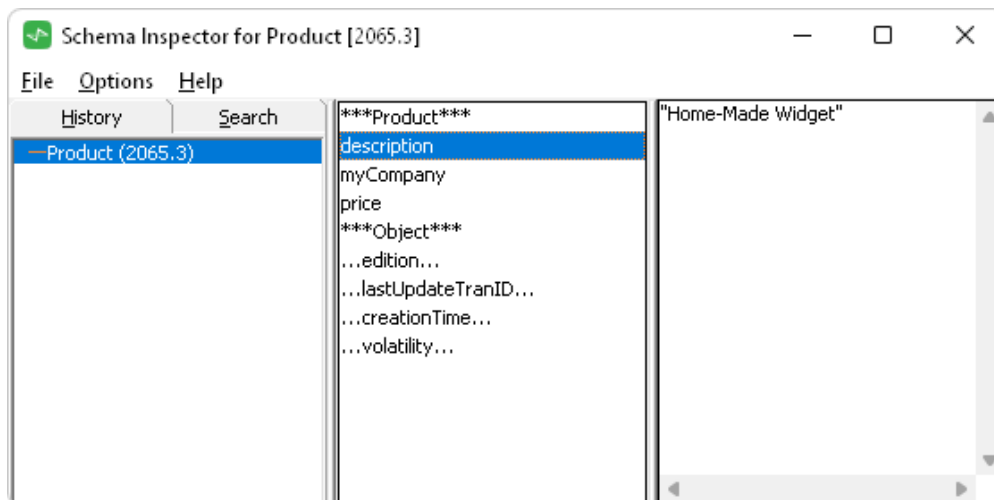 Schema Inspector for Product [2065.3]
File Options Help
History Search
Product (2065.3)
***Product***
description
myCompany
price
***Object***
...edition...
...lastUpdateTranID...
...creationTime...
...volatility...
"Home-Made Widget"